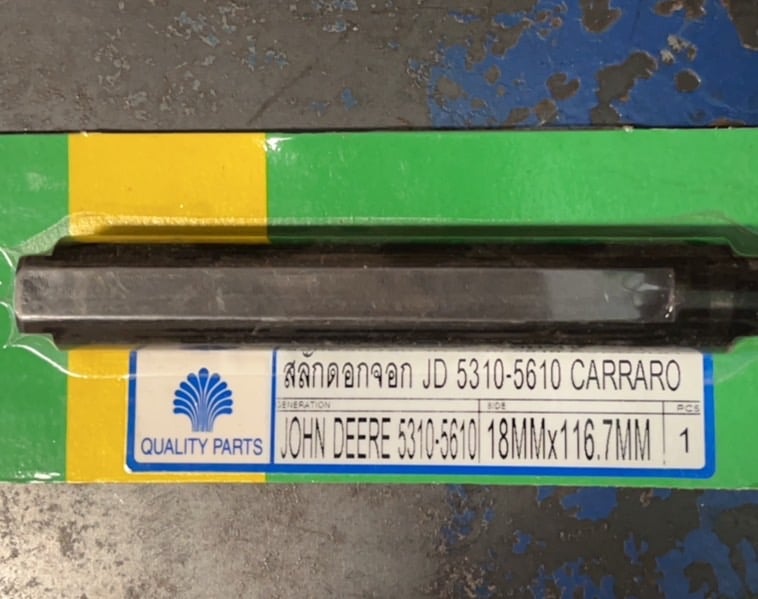 สลักดอกจอก JD 5310-5610 CARRARO
GENERATION SIDE PCS
JOHN DEERE 5310-5610 18MMx116.7MM 1
QUALITY PARTS